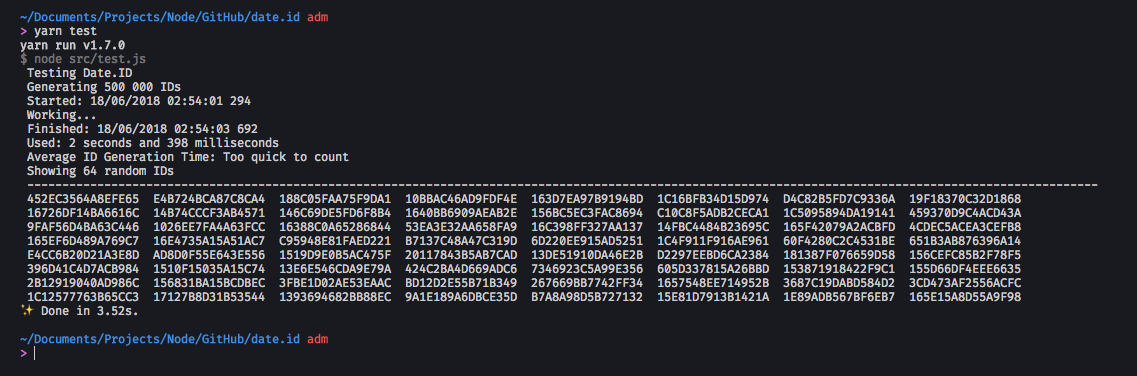 ~/Documents/Projects/Node/GitHub/date.id adm
> yarn test
yarn run v1.7.0
$ node src/test.js
Testing Date.ID
Generating 500 000 IDs
Started: 18/06/2018 02:54:01 294
Working...
Finished: 18/06/2018 02:54:03 692
Used: 2 seconds and 398 milliseconds
Average ID Generation Time: Too quick to count
Showing 64 random IDs
---------------------------------------------------------------------------------------------------------------------------------------------------------
452EC3564A8EFE65 E4B724BCA87C8CA4 188C05FAA75F9DA1 10BBAC46AD9FDF4E 163D7EA97B9194BD 1C16BFB34D15D974 D4C82B5FD7C9336A 19F18370C32D1868
16726DF14BA6616C 14B74CCCF3AB4571 146C69DE5FD6F8B4 1640BB6909AEAB2E 156BC5EC3FAC8694 C10C8F5ADB2CECA1 1C5095894DA19141 459370D9C4ACD43A
9FAF56D4BA63C446 1026EE7FA4A63FCC 16388C0A65286844 53EA3E32AA658FA9 16C398FF327AA137 14FBC4484B23695C 165F42079A2ACBFD 4CDEC5ACEA3CEFB8
165EF6D489A769C7 16E4735A15A51AC7 C95948E81FAED221 B7137C48A47C319D 6D220EE915AD5251 1C4F911F916AE961 60F4280C2C4531BE 651B3AB876396A14
E4CC6B20D21A3E8D AD8D0F55E643E556 1519D9E0B5AC475F 20117843B5AB7CAD 13DE51910DA46E2B D2297EEBD6CA2384 181387F076659D58 156CEFC85B2F78F5
396D41C4D7ACB984 1510F15035A15C74 13E6E546CDA9E79A 424C2BA4D669ADC6 7346923C5A99E356 605D337815A26BBD 153871918422F9C1 155D66DF4EEE6635
2B12919040AD986C 156831BA15BCDBEC 3FBE1D02AE53EAAC BD12D2E55B71B349 267669BB7742FF34 1657548EE714952B 3687C19DABD584D2 3CD473AF2556ACFC
1C12577763B65CC3 17127B8D31B53544 1393694682BB88EC 9A1E189A6DBCE35D B7A8A98D5B727132 15E81D7913B1421A 1E89ADB567BF6EB7 165E15A8D55A9F98
✨ Done in 3.52s.
~/Documents/Projects/Node/GitHub/date.id adm
>